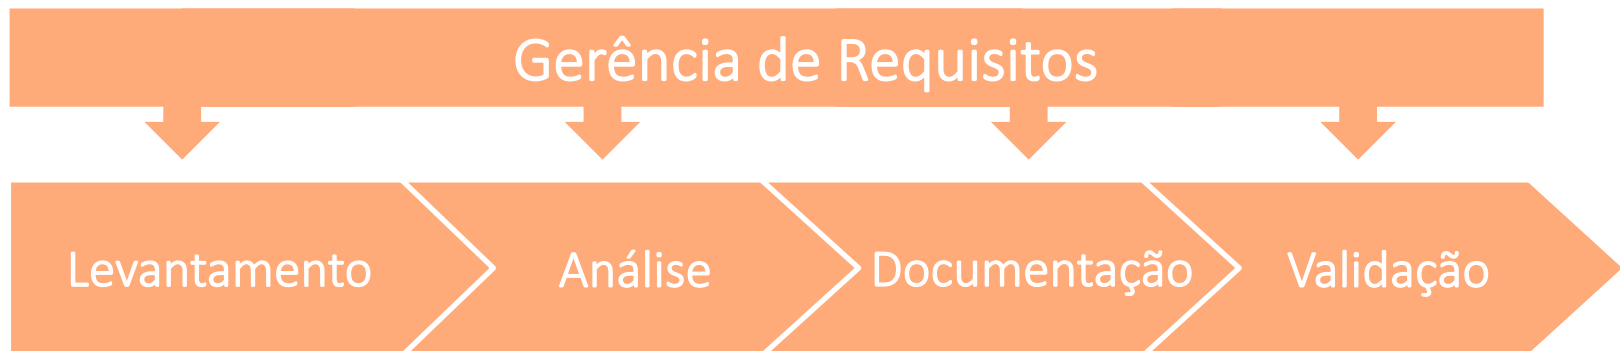 Gerência de Requisitos
Levantamento
Análise
Documentação
Validação